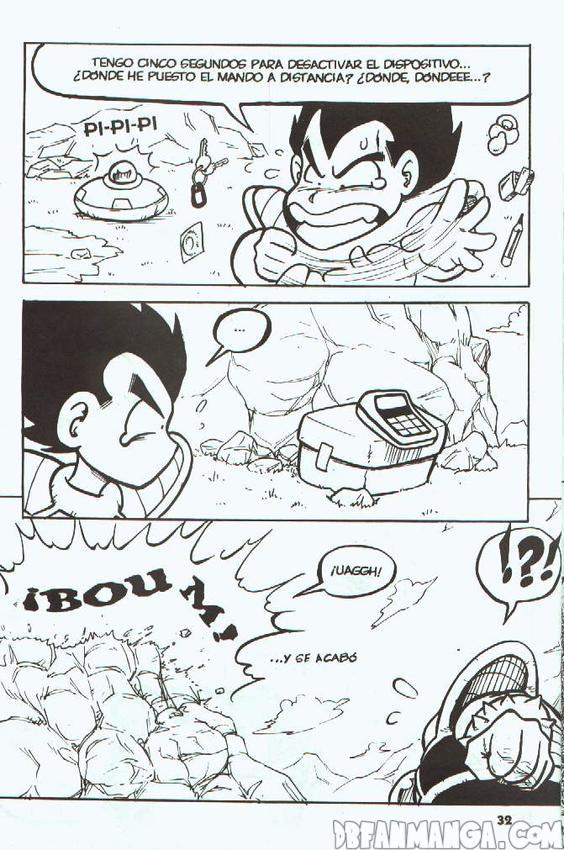 TENGO CINCO SEGUNDOS PARA DESACTIVAR EL DISPOSITIVO...
¿DÓNDE HE PUESTO EL MANDO A DISTANCIA? ¿DÓNDE, DÓNDEEE...?
PI-PI-PI
...
¡BOUMM!
¡UAGGH!
...Y SE ACABÓ
!?!
32
DBFANMANGA.COM